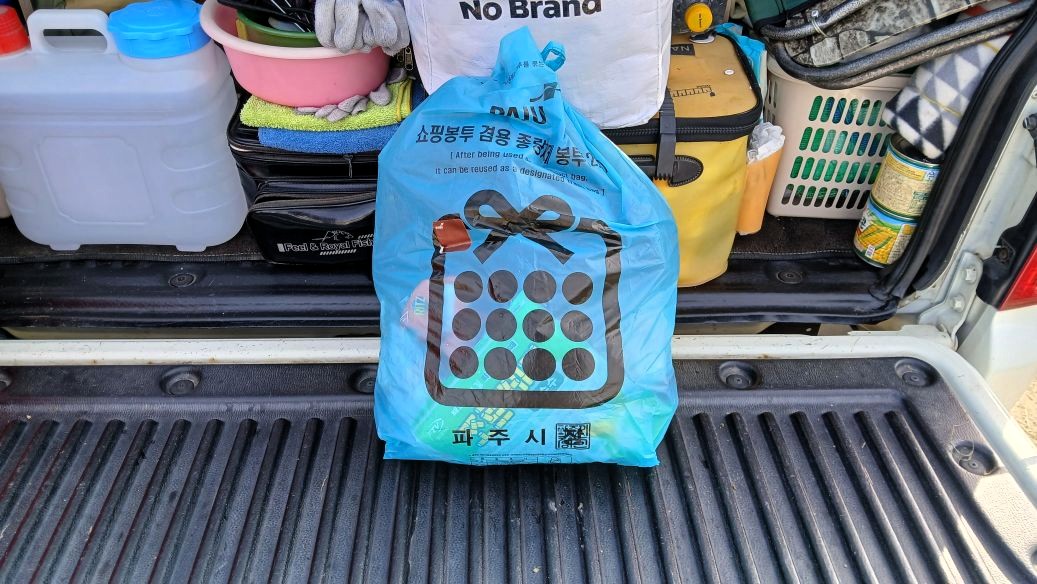 No Brand
PAJU
쇼핑봉투 겸용 종량제 봉투
[ After being used
It can be reused as a designated
RITZ
Feel & Royal Fish
파주시